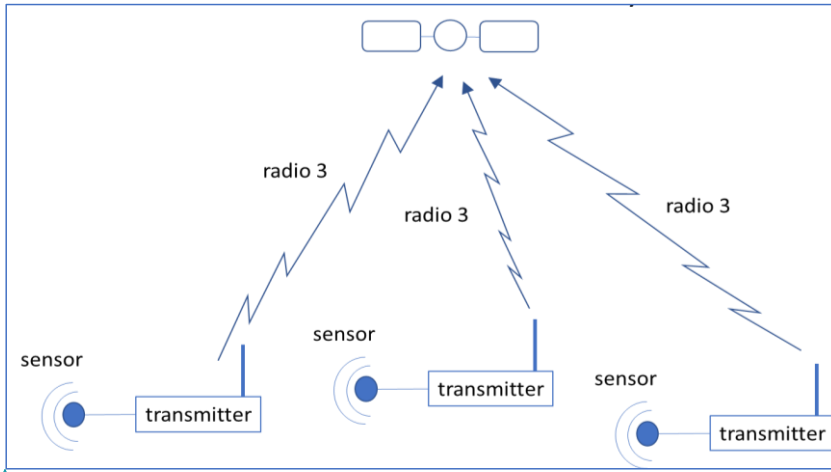 radio 3
radio 3
radio 3
sensor
sensor
sensor
transmitter
transmitter
transmitter